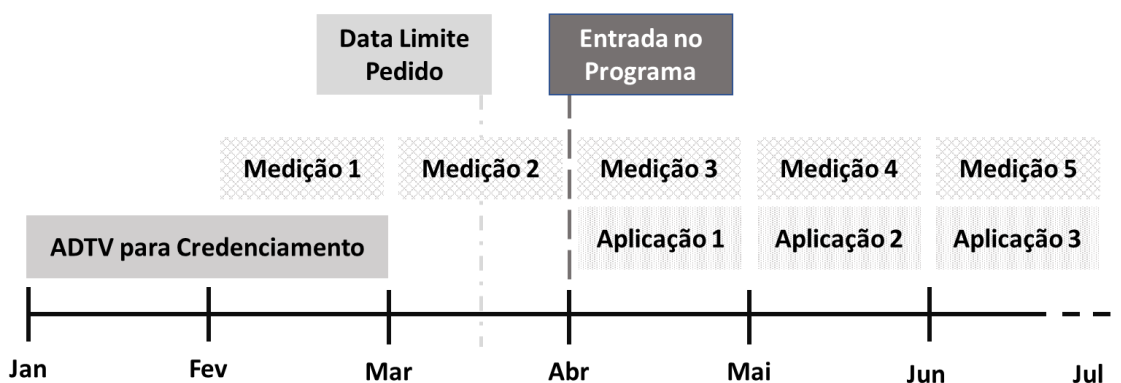 Data Limite
Pedido
Entrada no
Programa
Medição 1
Medição 2
Medição 3
Medição 4
Medição 5
ADTV para Credenciamento
Aplicação 1
Aplicação 2
Aplicação 3
Jan
Fev
Mar
Abr
Mai
Jun
Jul